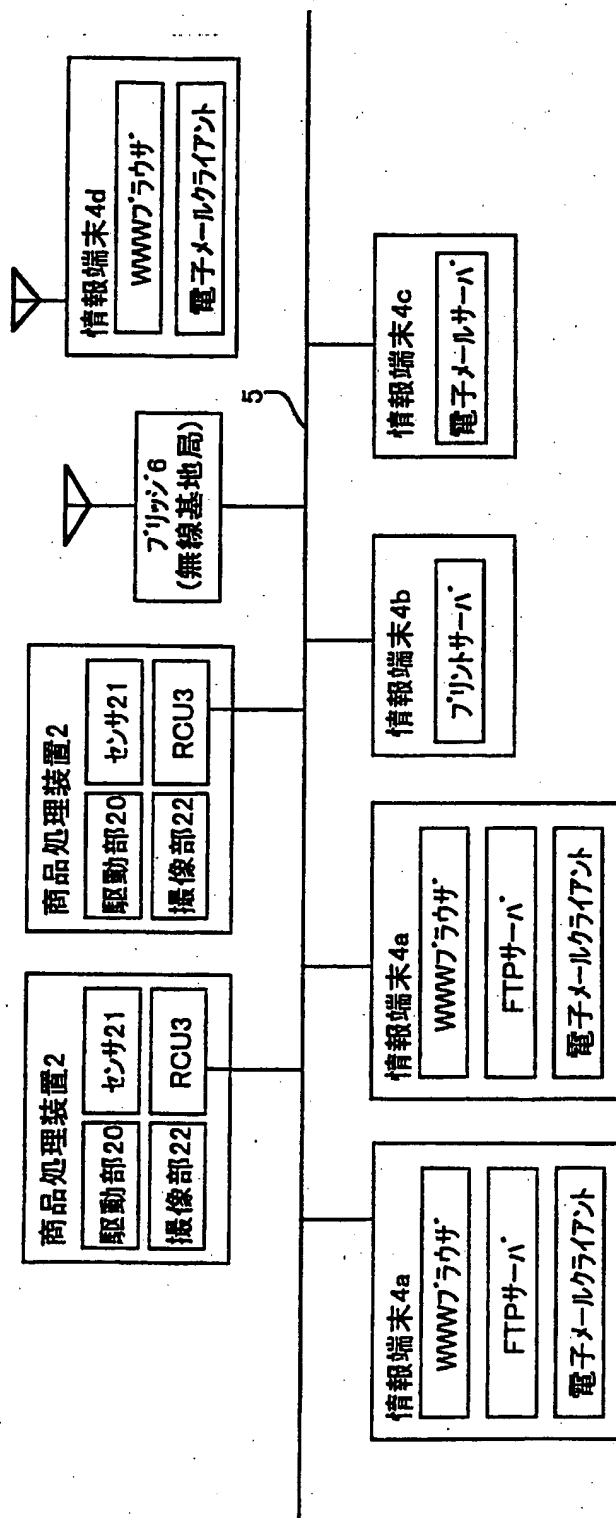 商品処理装置2
駆動部20
センサ21
撮像部22
RCU3
商品処理装置2
駆動部20
センサ21
撮像部22
RCU3
ブリッジ6
(無線基地局)
情報端末4d
WWWブラウザ
電子メールクライアント
5
情報端末4a
WWWブラウザ
FTPサーバ
電子メールクライアント
情報端末4a
WWWブラウザ
FTPサーバ
電子メールクライアント
情報端末4b
プリントサーバ
情報端末4c
電子メールサーバ